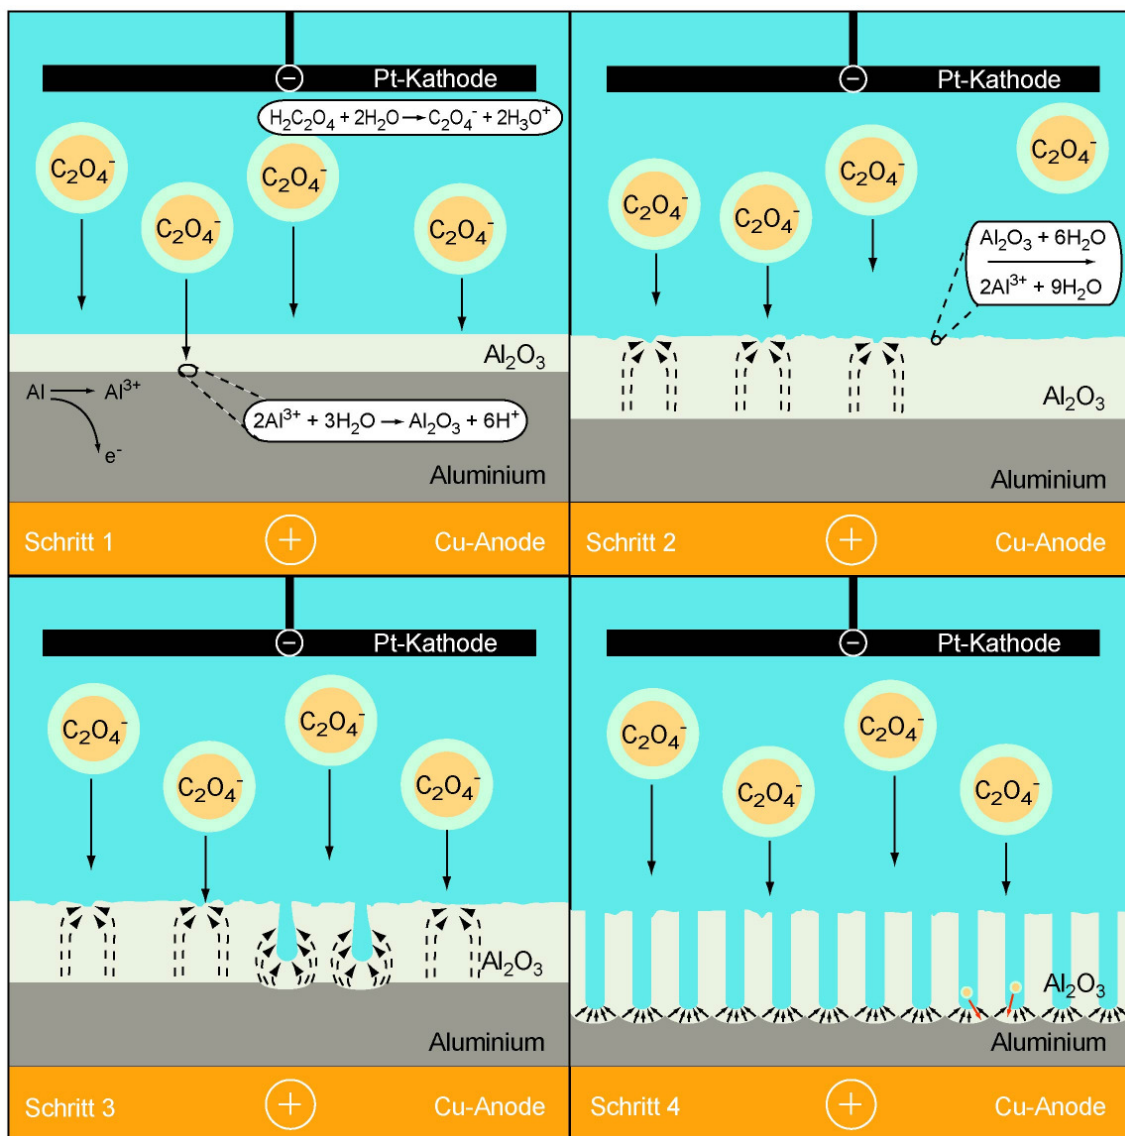 Pt-Kathode
H₂C₂O₄ + 2H₂O → C₂O₄⁻ + 2H₃O⁺
C₂O₄⁻
C₂O₄⁻
C₂O₄⁻
C₂O₄⁻
Al₂O₃
Al → Al³⁺
e⁻
2Al³⁺ + 3H₂O → Al₂O₃ + 6H⁺
Aluminium
Schritt 1
+
Cu-Anode
−
Pt-Kathode
C₂O₄⁻
C₂O₄⁻
C₂O₄⁻
C₂O₄⁻
Al₂O₃ + 6H₂O
→
2Al³⁺ + 9H₂O
Al₂O₃
Aluminium
Schritt 2
+
Cu-Anode
−
Pt-Kathode
C₂O₄⁻
C₂O₄⁻
C₂O₄⁻
C₂O₄⁻
Al₂O₃
Aluminium
Schritt 3
+
Cu-Anode
−
Pt-Kathode
C₂O₄⁻
C₂O₄⁻
C₂O₄⁻
C₂O₄⁻
Al₂O₃
Aluminium
Schritt 4
+
Cu-Anode